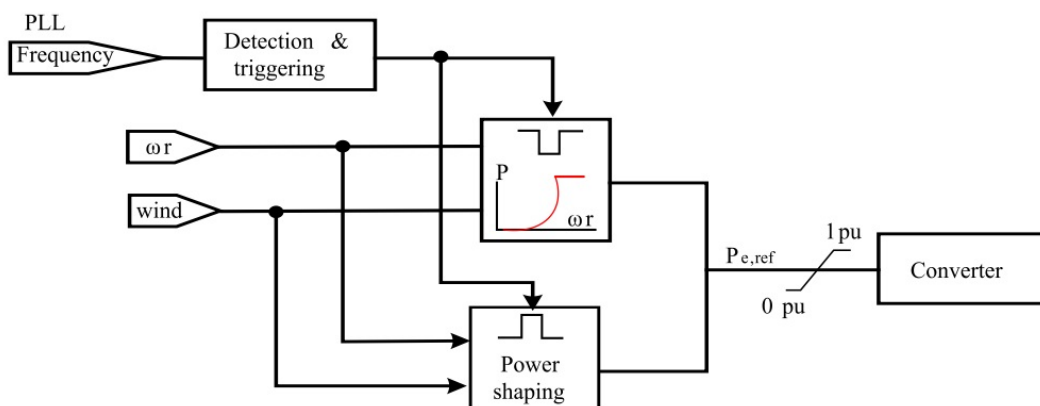 PLL
Frequency
Detection &
triggering
ωr
wind
P
ωr
Pe,ref
1pu
0 pu
Converter
Power
shaping